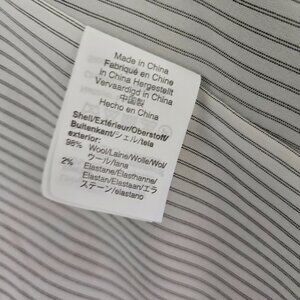 Made in China
Fabriqué en Chine
In China Hergestellt
Vervaardigd in China
中国製
Hecho en China
Shell/Extérieur/Oberstoff/
Buitenkant/シェル/tela
exterior:
98% Wool/Laine/Wolle/Wol/
ウール/lana
2% Elastane/Elasthanne/
Elastan/Elastaan/エラ
ステーン/elastano